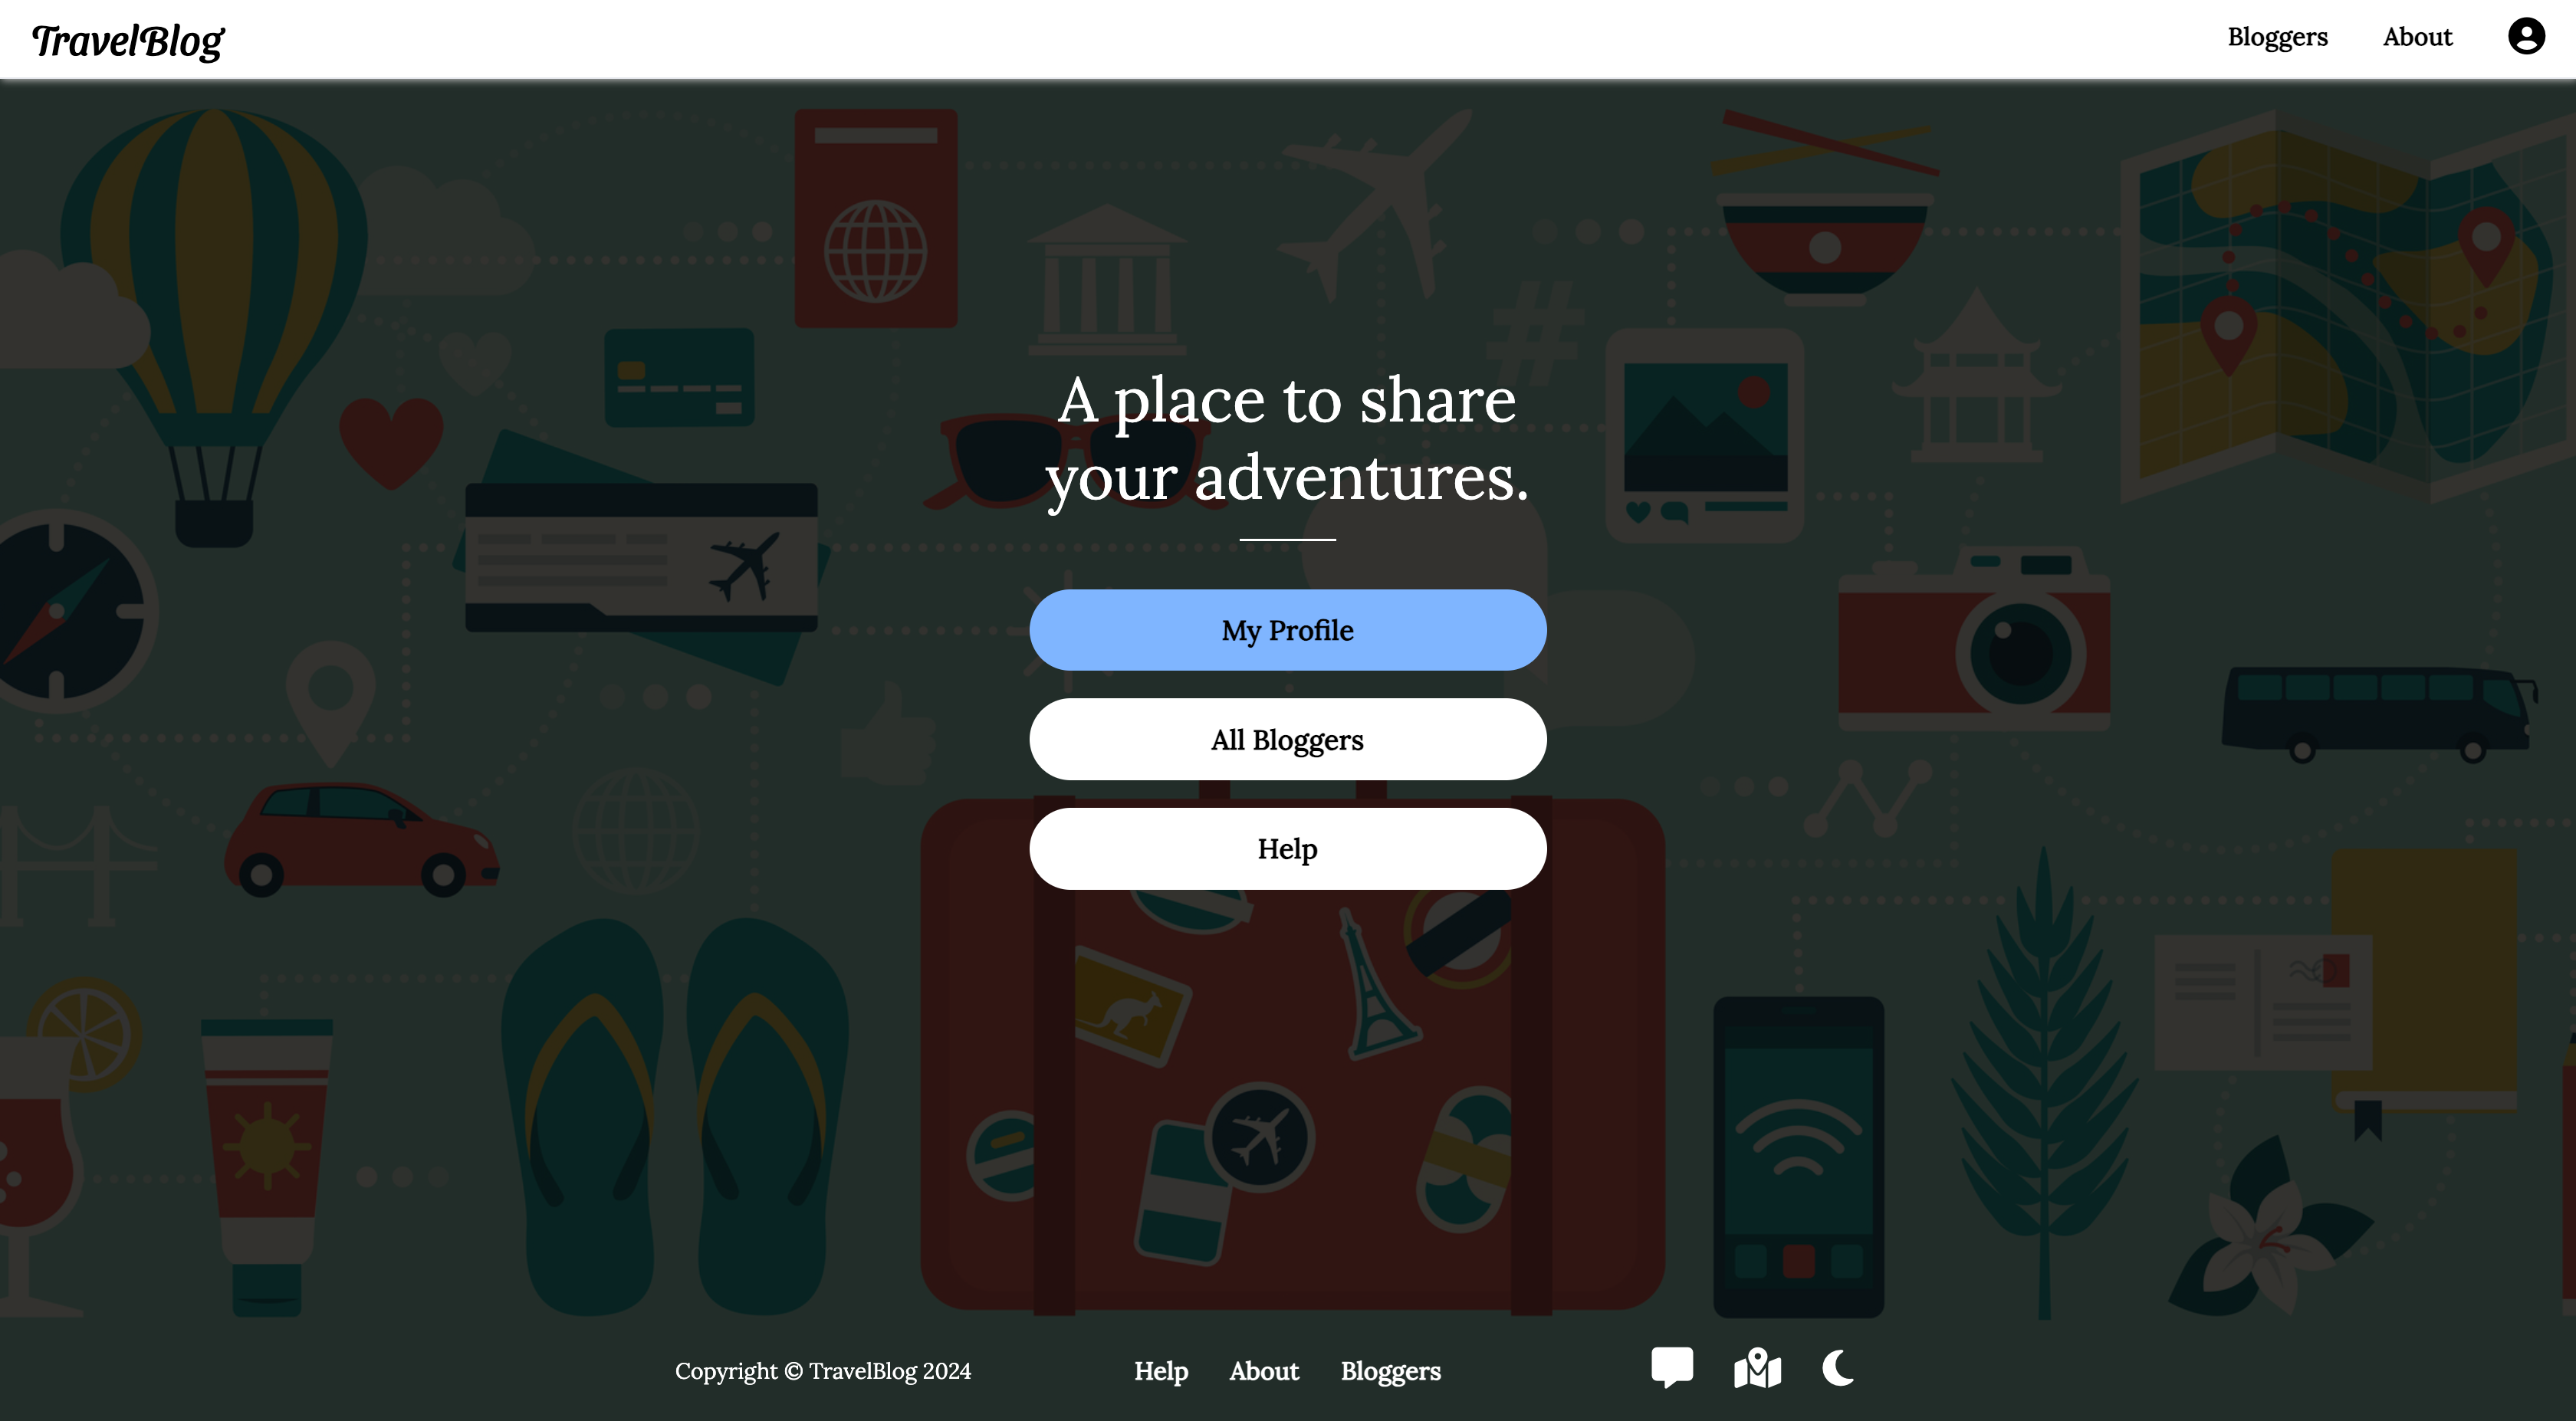 TravelBlog
Bloggers About
A place to share
your adventures.
My Profile
All Bloggers
Help
Copyright © TravelBlog 2024
Help About Bloggers